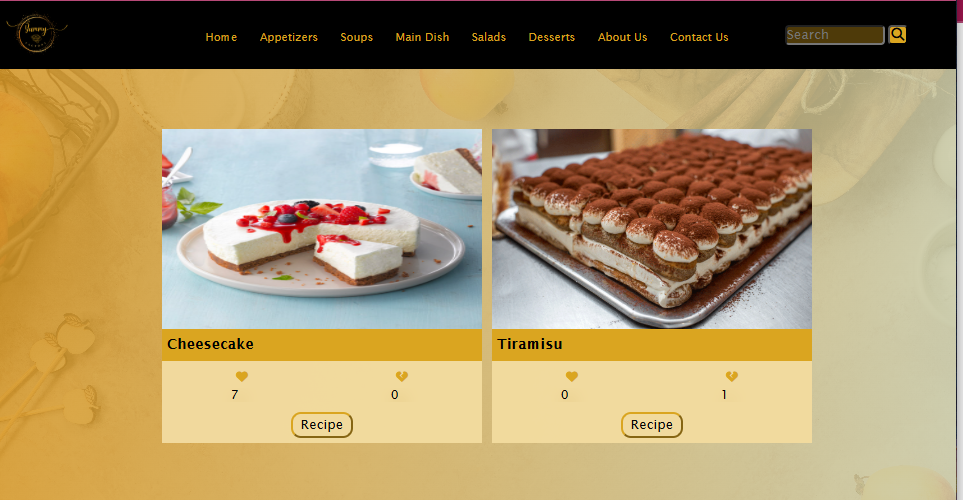 Yummy
Home Appetizers Soups Main Dish Salads Desserts About Us Contact Us Search
Cheesecake
7 0
Recipe
Tiramisu
0 1
Recipe